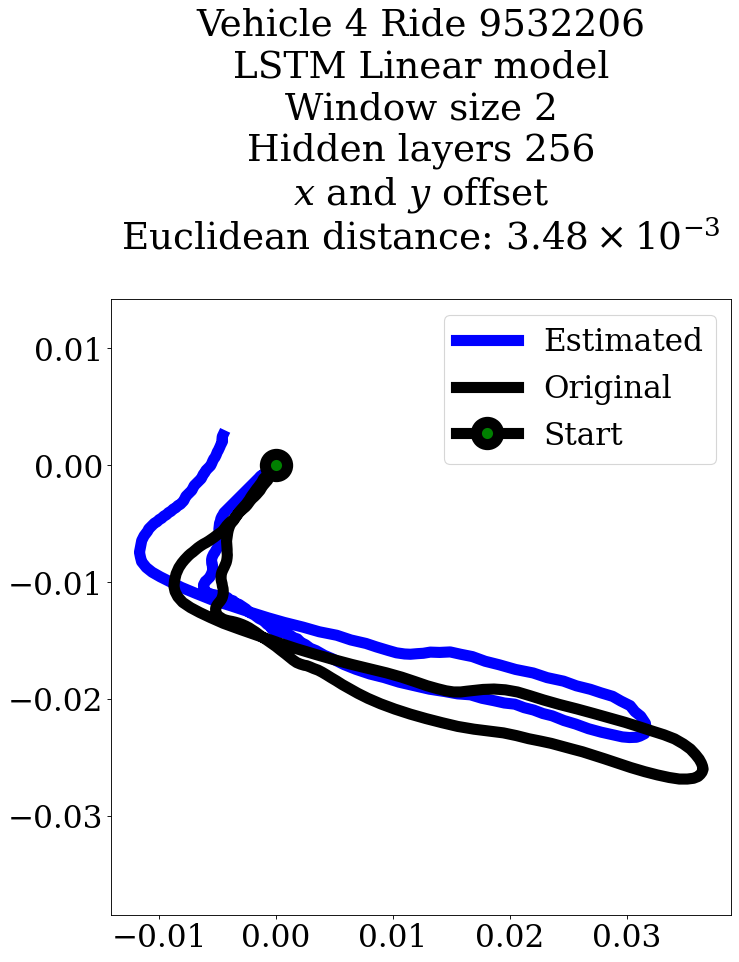 Vehicle 4 Ride 9532206
LSTM Linear model
Window size 2
Hidden layers 256
x and y offset
Euclidean distance: 3.48 × 10⁻³
Estimated
Original
Start
0.01
0.00
−0.01
−0.02
−0.03
−0.01 0.00 0.01 0.02 0.03